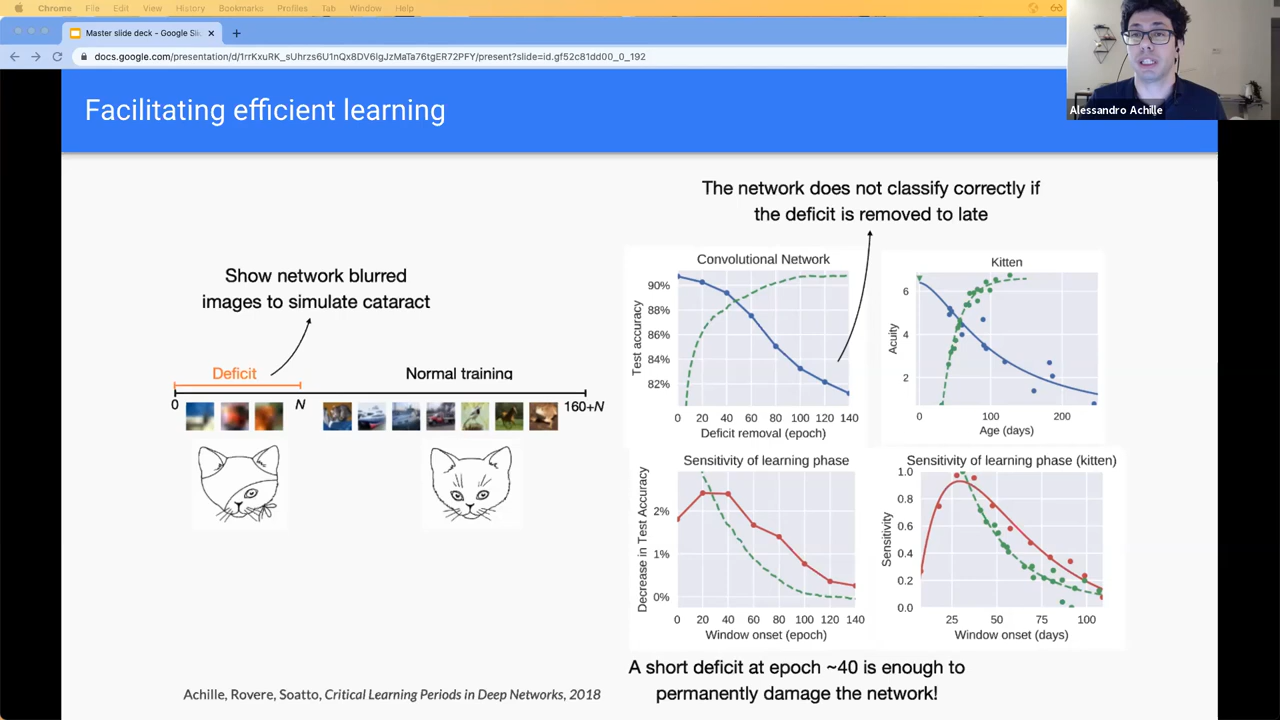 Chrome File Edit View History Bookmarks Profiles Tab Window Help
Master slide deck - Google Sli
docs.google.com/presentation/d/1rrKxuRK_sUhrzs6U1nQx8DV6lgJzMaTa76tgER72PFY/present?slide=id.gf52c81dd00_0_192
Alessandro Achille
Facilitating efficient learning
Show network blurred
images to simulate cataract
Deficit
Normal training
0
N
160+N
The network does not classify correctly if
the deficit is removed to late
Convolutional Network
Test accuracy
90%
88%
86%
84%
82%
0 20 40 60 80 100 120 140
Deficit removal (epoch)
Kitten
Acuity
6
4
2
0 100 200
Age (days)
Sensitivity of learning phase
Decrease in Test Accuracy
2%
1%
0%
0 20 40 60 80 100 120 140
Window onset (epoch)
Sensitivity of learning phase (kitten)
Sensitivity
1.0
0.8
0.6
0.4
0.2
0.0
25 50 75 100
Window onset (days)
A short deficit at epoch ~40 is enough to
permanently damage the network!
Achille, Rovere, Soatto, Critical Learning Periods in Deep Networks, 2018